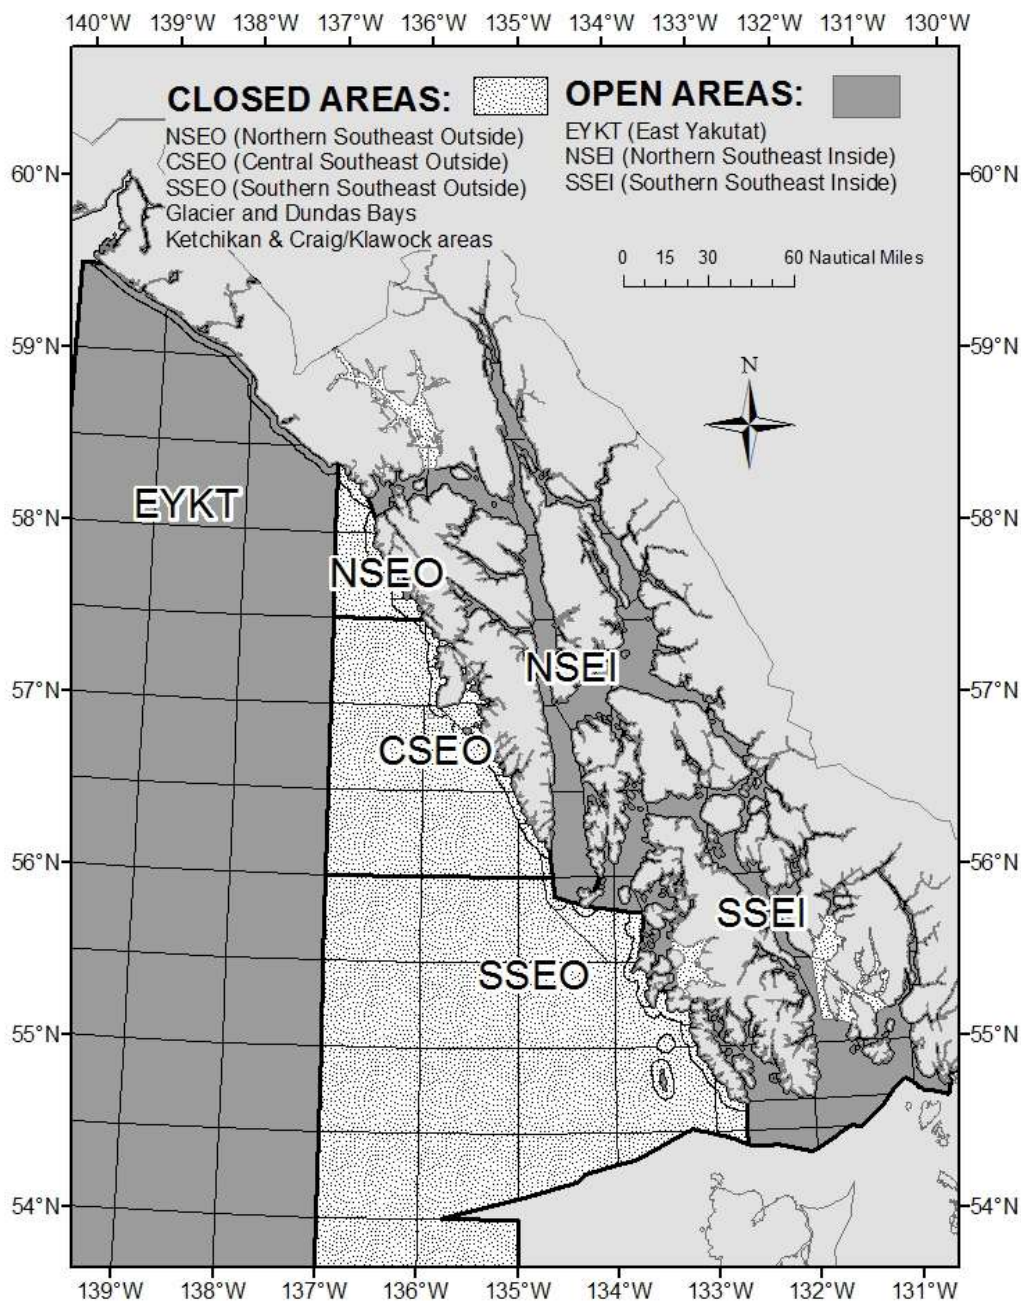 140°W 139°W 138°W 137°W 136°W 135°W 134°W 133°W 132°W 131°W 130°W
CLOSED AREAS:
NSEO (Northern Southeast Outside)
CSEO (Central Southeast Outside)
SSEO (Southern Southeast Outside)
Glacier and Dundas Bays
Ketchikan & Craig/Klawock areas
OPEN AREAS:
EYKT (East Yakutat)
NSEI (Northern Southeast Inside)
SSEI (Southern Southeast Inside)
0 15 30 60 Nautical Miles
60°N 60°N
59°N 59°N
N
EYKT
58°N 58°N
NSEO
NSEI
57°N 57°N
CSEO
56°N 56°N
SSEI
SSEO
55°N 55°N
54°N 54°N
139°W 138°W 137°W 136°W 135°W 134°W 133°W 132°W 131°W